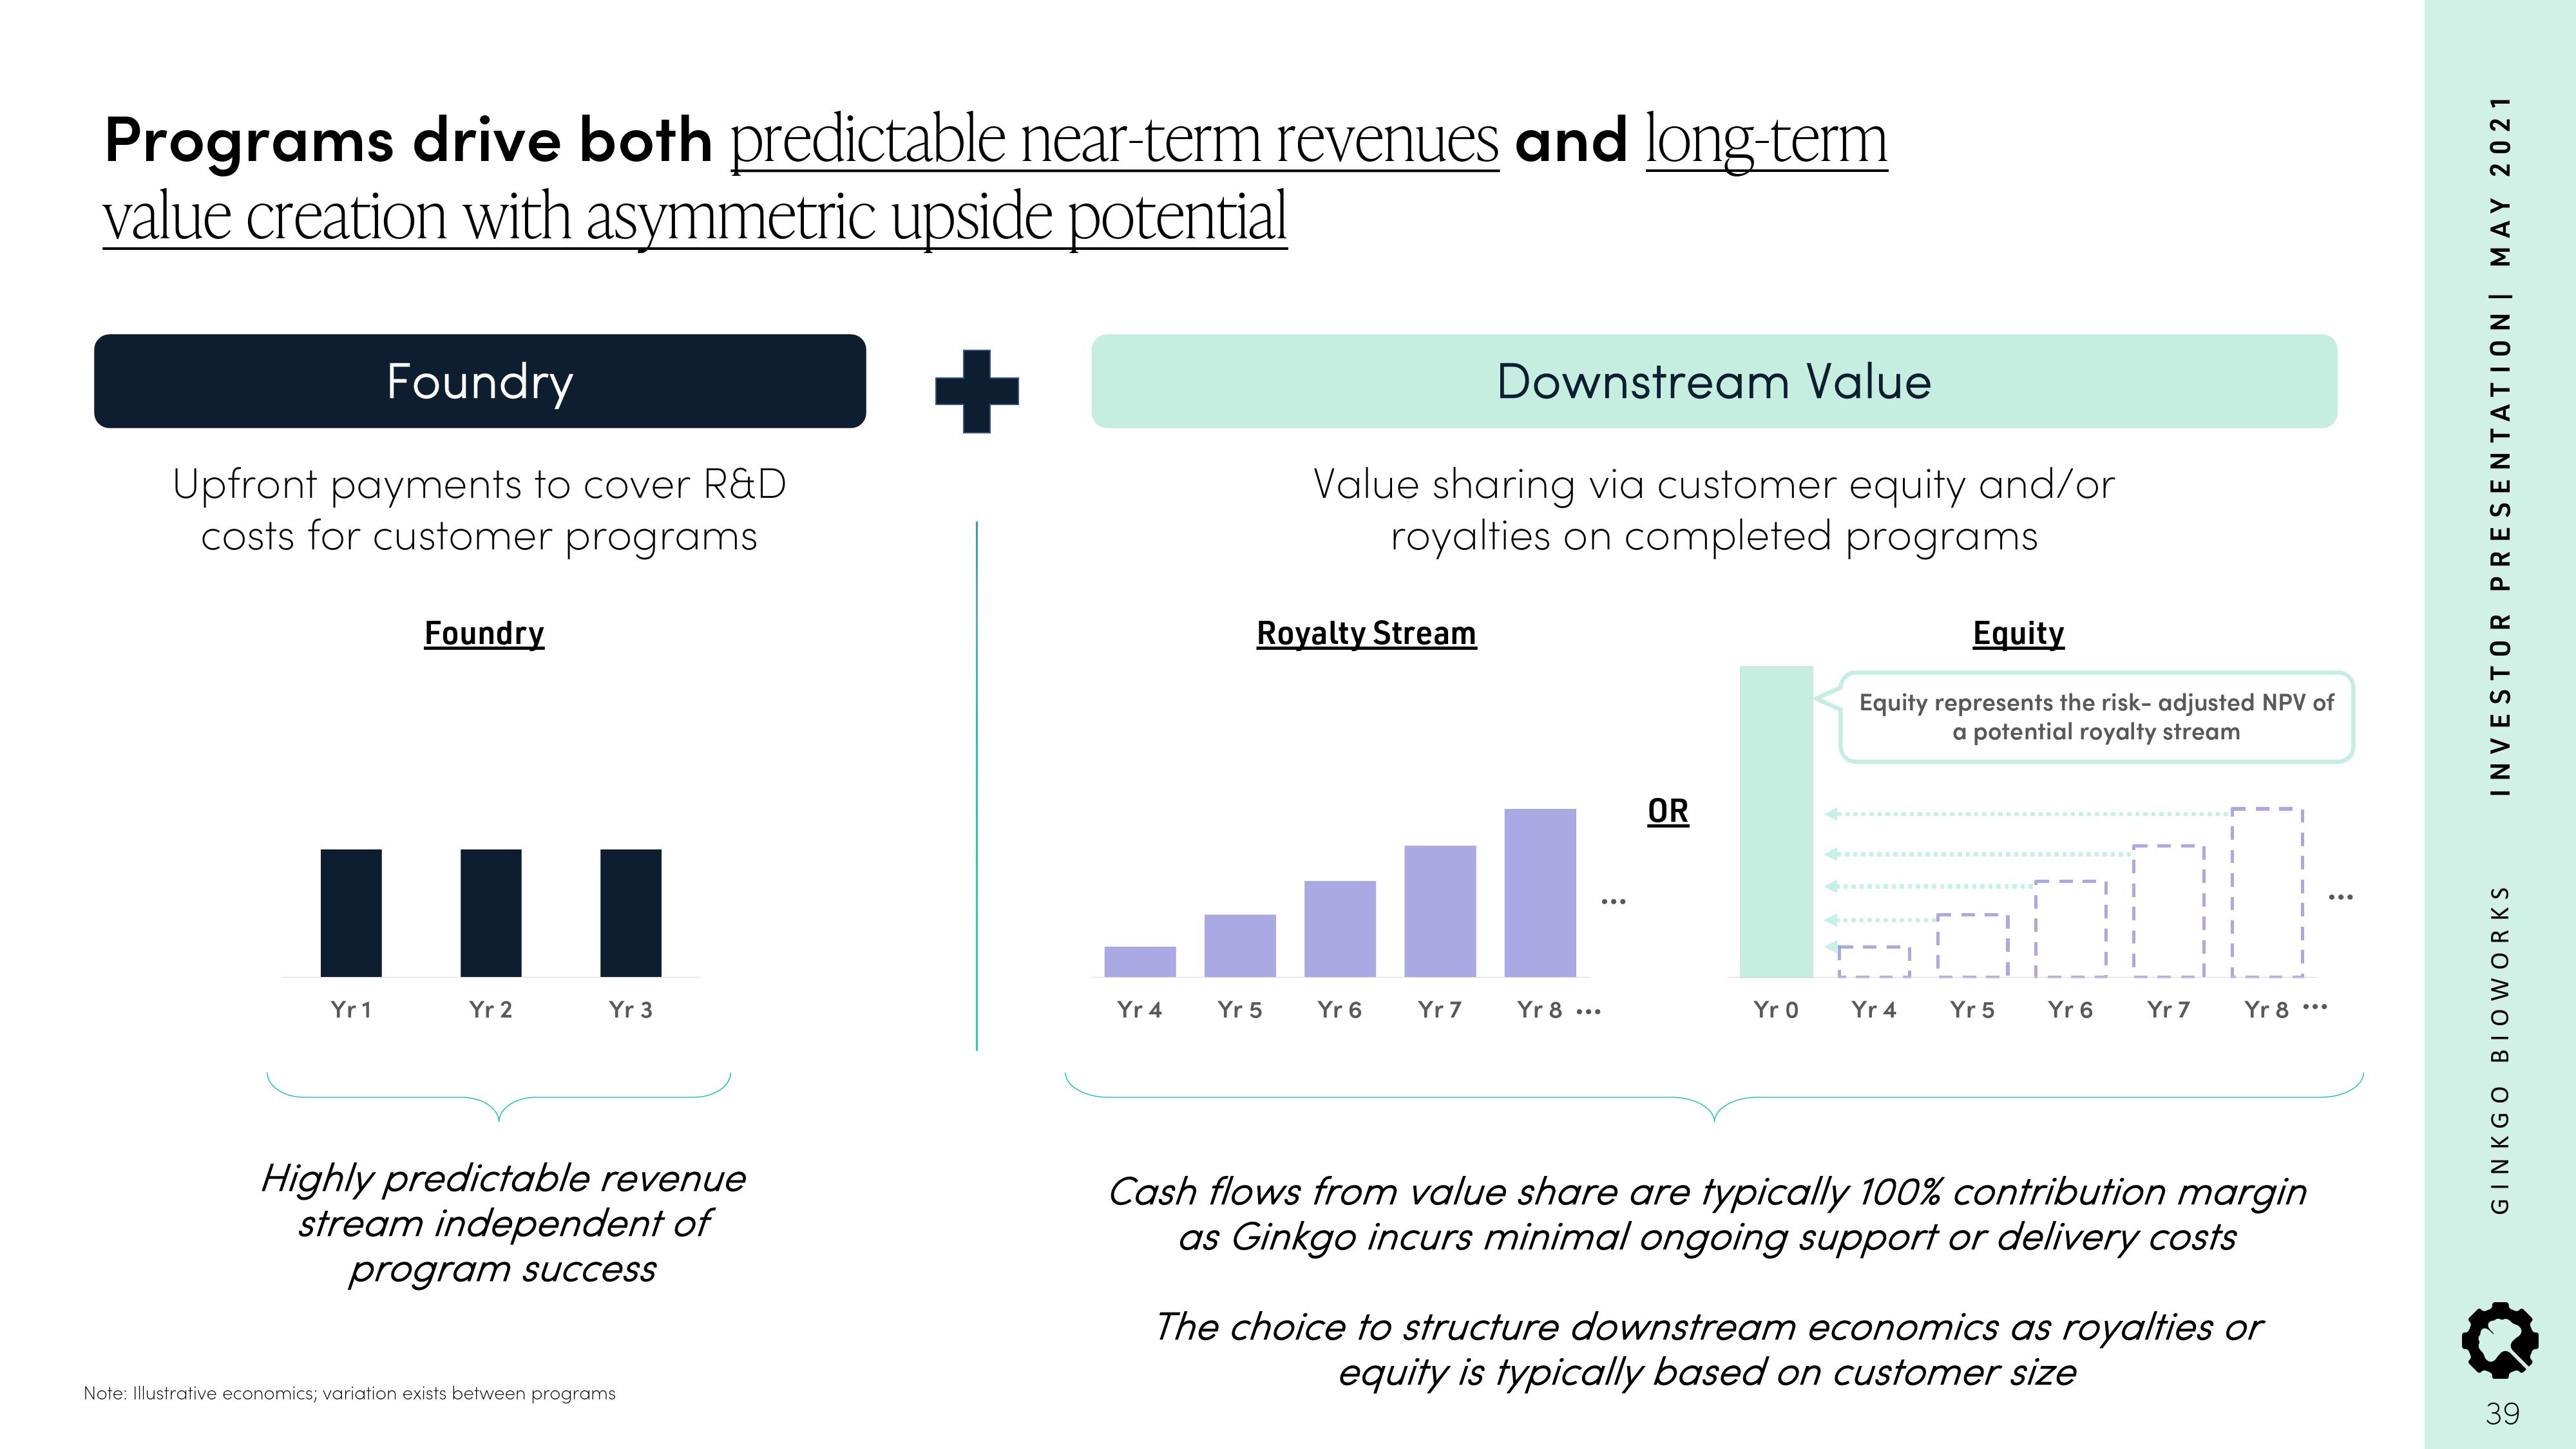 Programs drive both predictable near-term revenues and long-term
value creation with asymmetric upside potential
Foundry
Upfront payments to cover R&D
costs for customer programs
Foundry
Yr 1 Yr 2 Yr 3
Highly predictable revenue
stream independent of
program success
Downstream Value
Value sharing via customer equity and/or
royalties on completed programs
Royalty Stream
...
Yr 4 Yr 5 Yr 6 Yr 7 Yr 8 ...
OR
Equity
Equity represents the risk- adjusted NPV of
a potential royalty stream
...
Yr 0 Yr 4 Yr 5 Yr 6 Yr 7 Yr 8 ...
Cash flows from value share are typically 100% contribution margin
as Ginkgo incurs minimal ongoing support or delivery costs
The choice to structure downstream economics as royalties or
equity is typically based on customer size
Note: Illustrative economics; variation exists between programs
GINKGO BIOWORKS INVESTOR PRESENTATION| MAY 2021
39